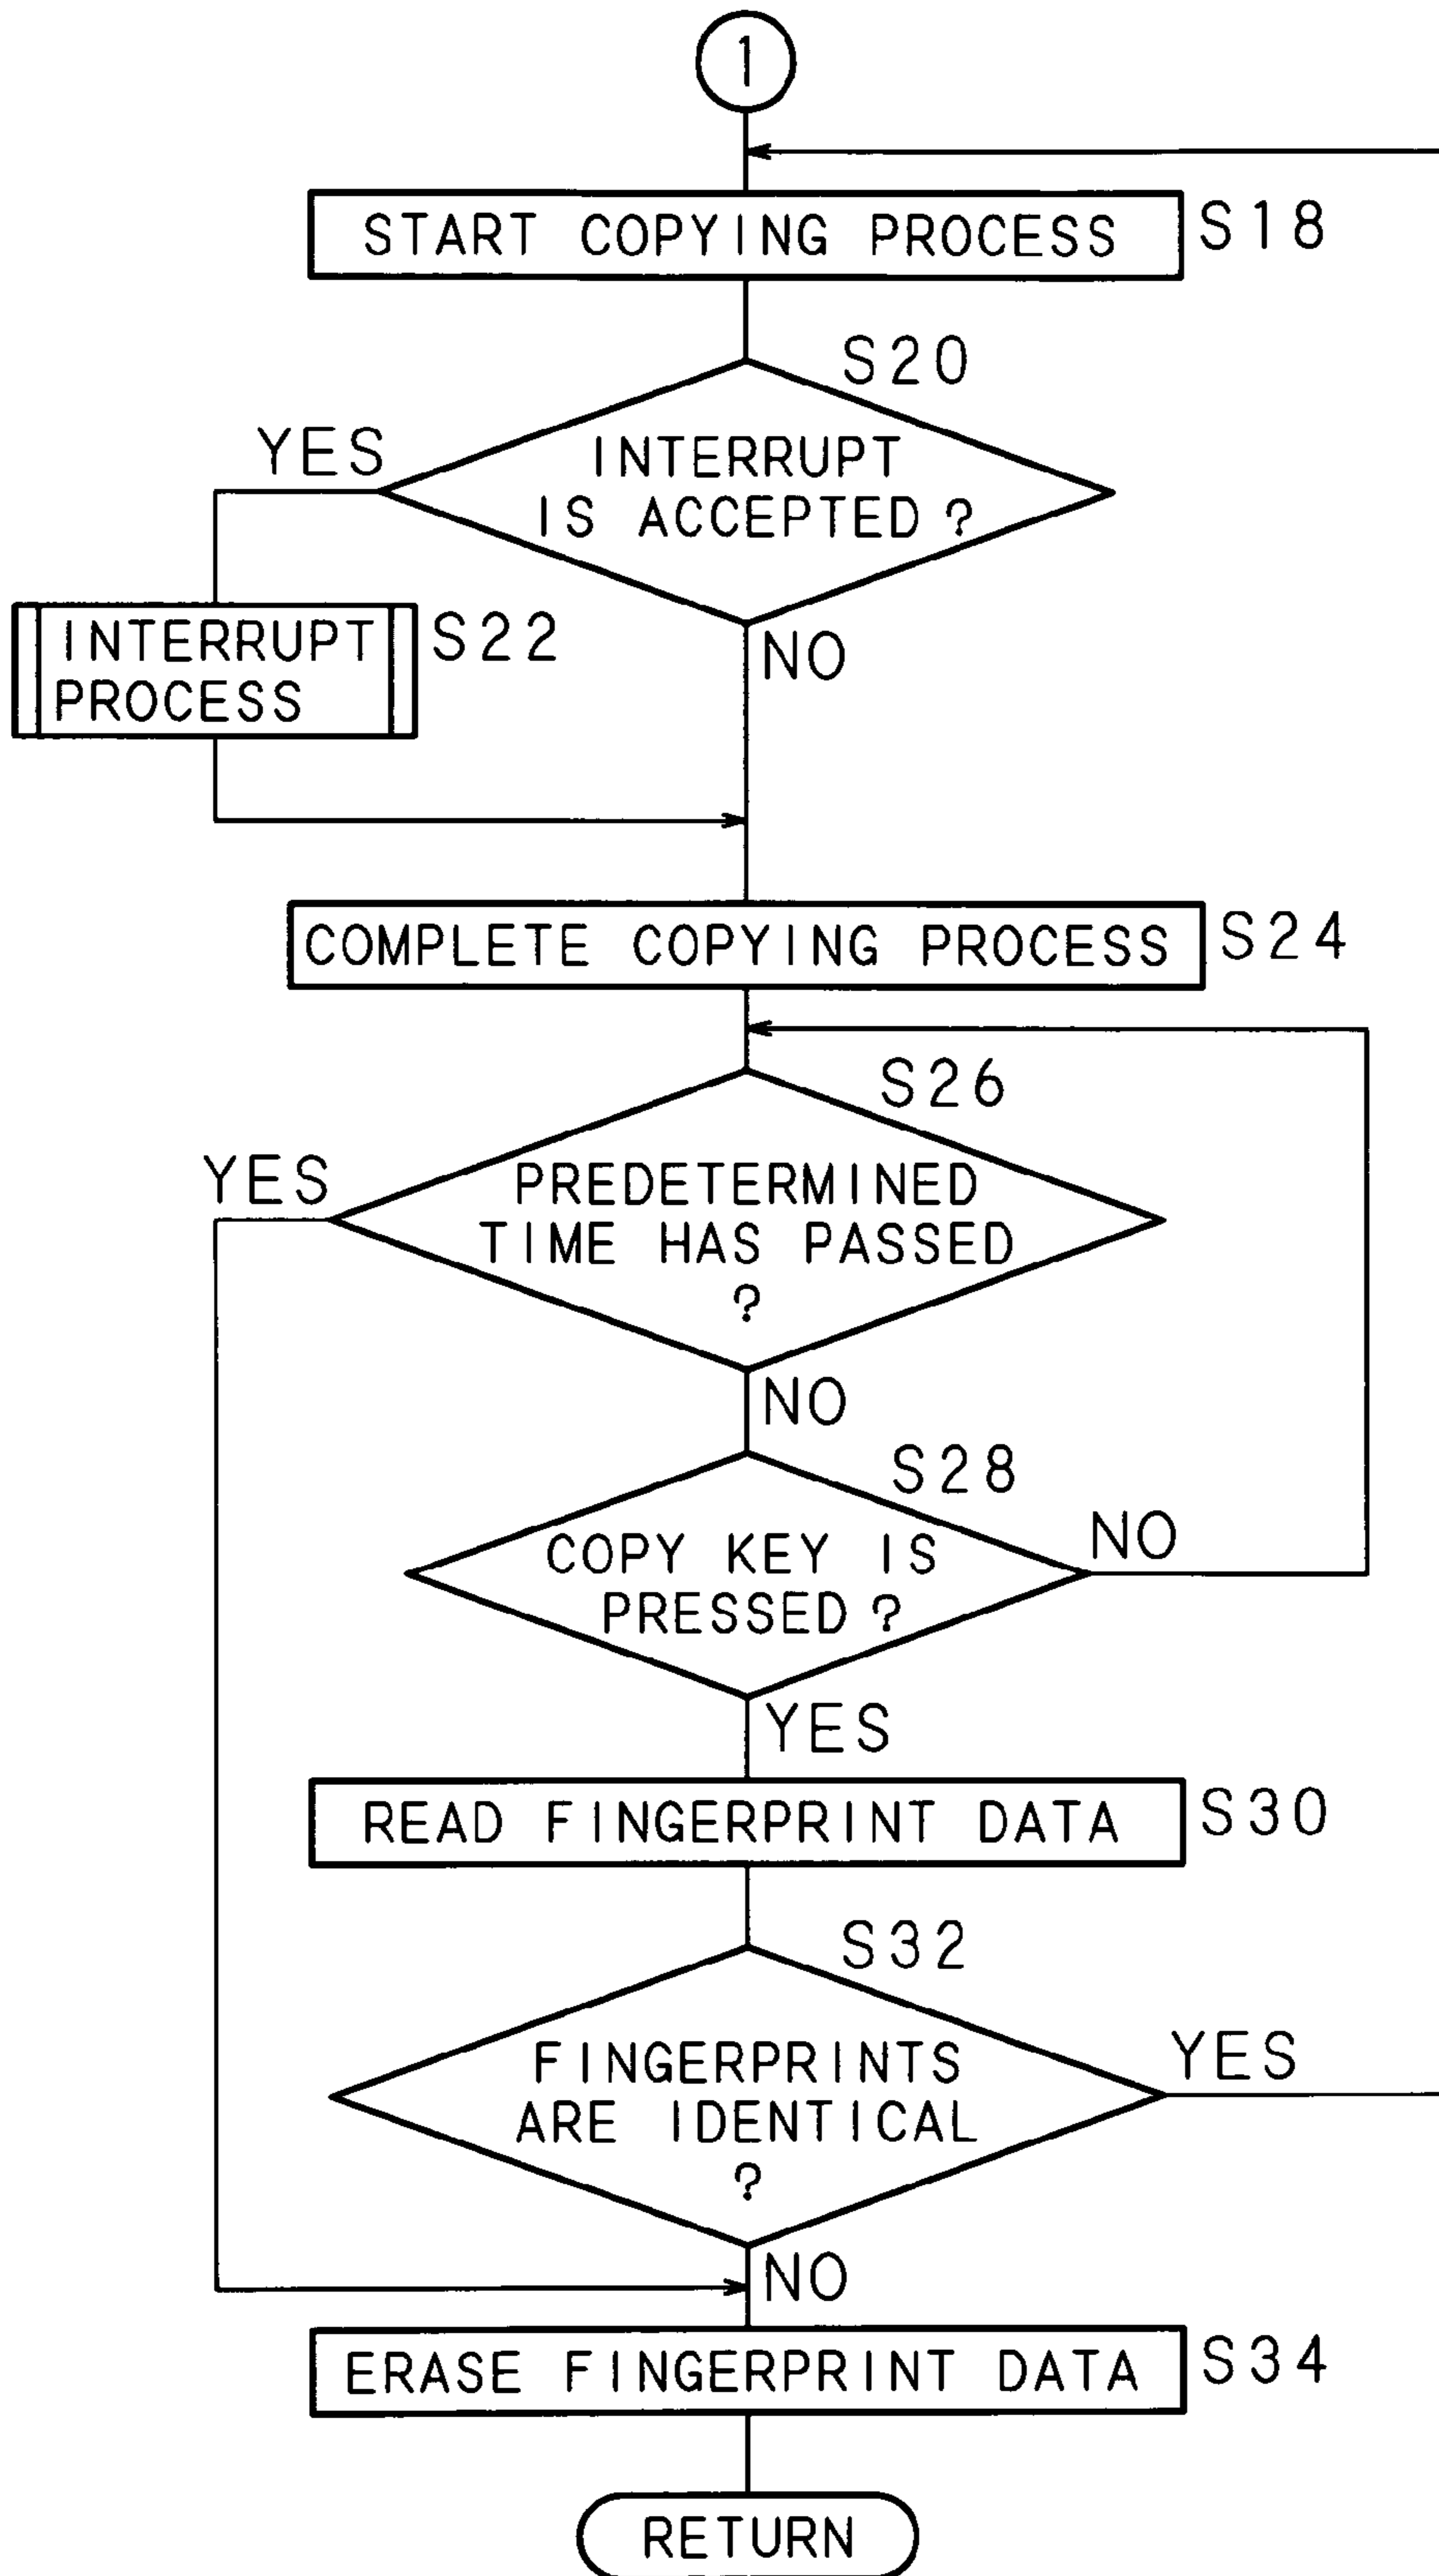 1
START COPYING PROCESS
S18
S20
YES
INTERRUPT
IS ACCEPTED?
INTERRUPT
PROCESS
S22
NO
COMPLETE COPYING PROCESS
S24
S26
YES
PREDETERMINED
TIME HAS PASSED
?
NO
S28
COPY KEY IS
PRESSED?
NO
YES
READ FINGERPRINT DATA
S30
S32
FINGERPRINTS
ARE IDENTICAL
?
YES
NO
ERASE FINGERPRINT DATA
S34
RETURN